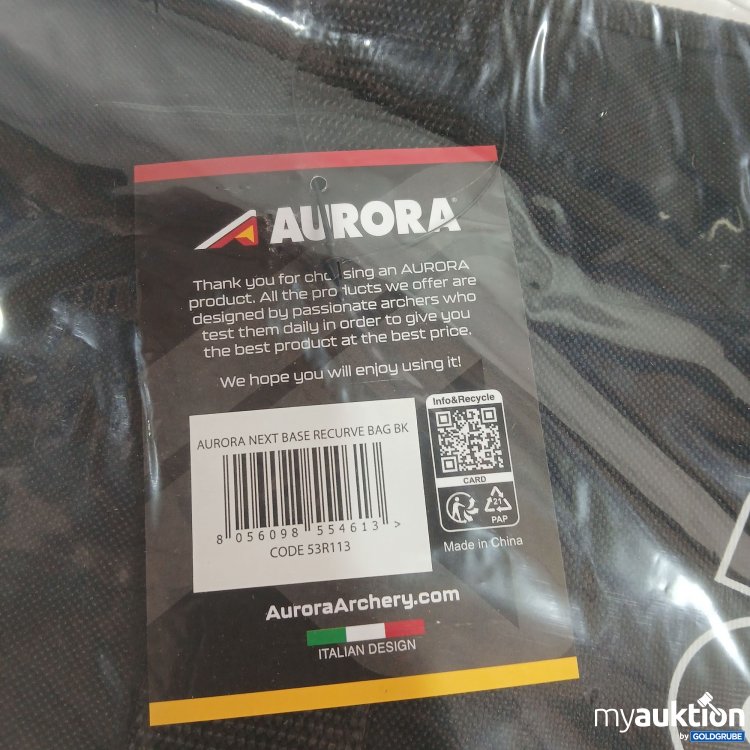 AURORA
Thank you for choosing an AURORA
product. All the products we offer are
designed by passionate archers who
test them daily in order to give you
the best product at the best price.
We hope you will enjoy using it!
AURORA NEXT BASE RECURVE BAG BK
8 056098 554613 >
CODE 53R113
Info&Recycle
CARD
21
PAP
Made in China
AuroraArchery.com
ITALIAN DESIGN
myauktion
by GOLDGRUBE